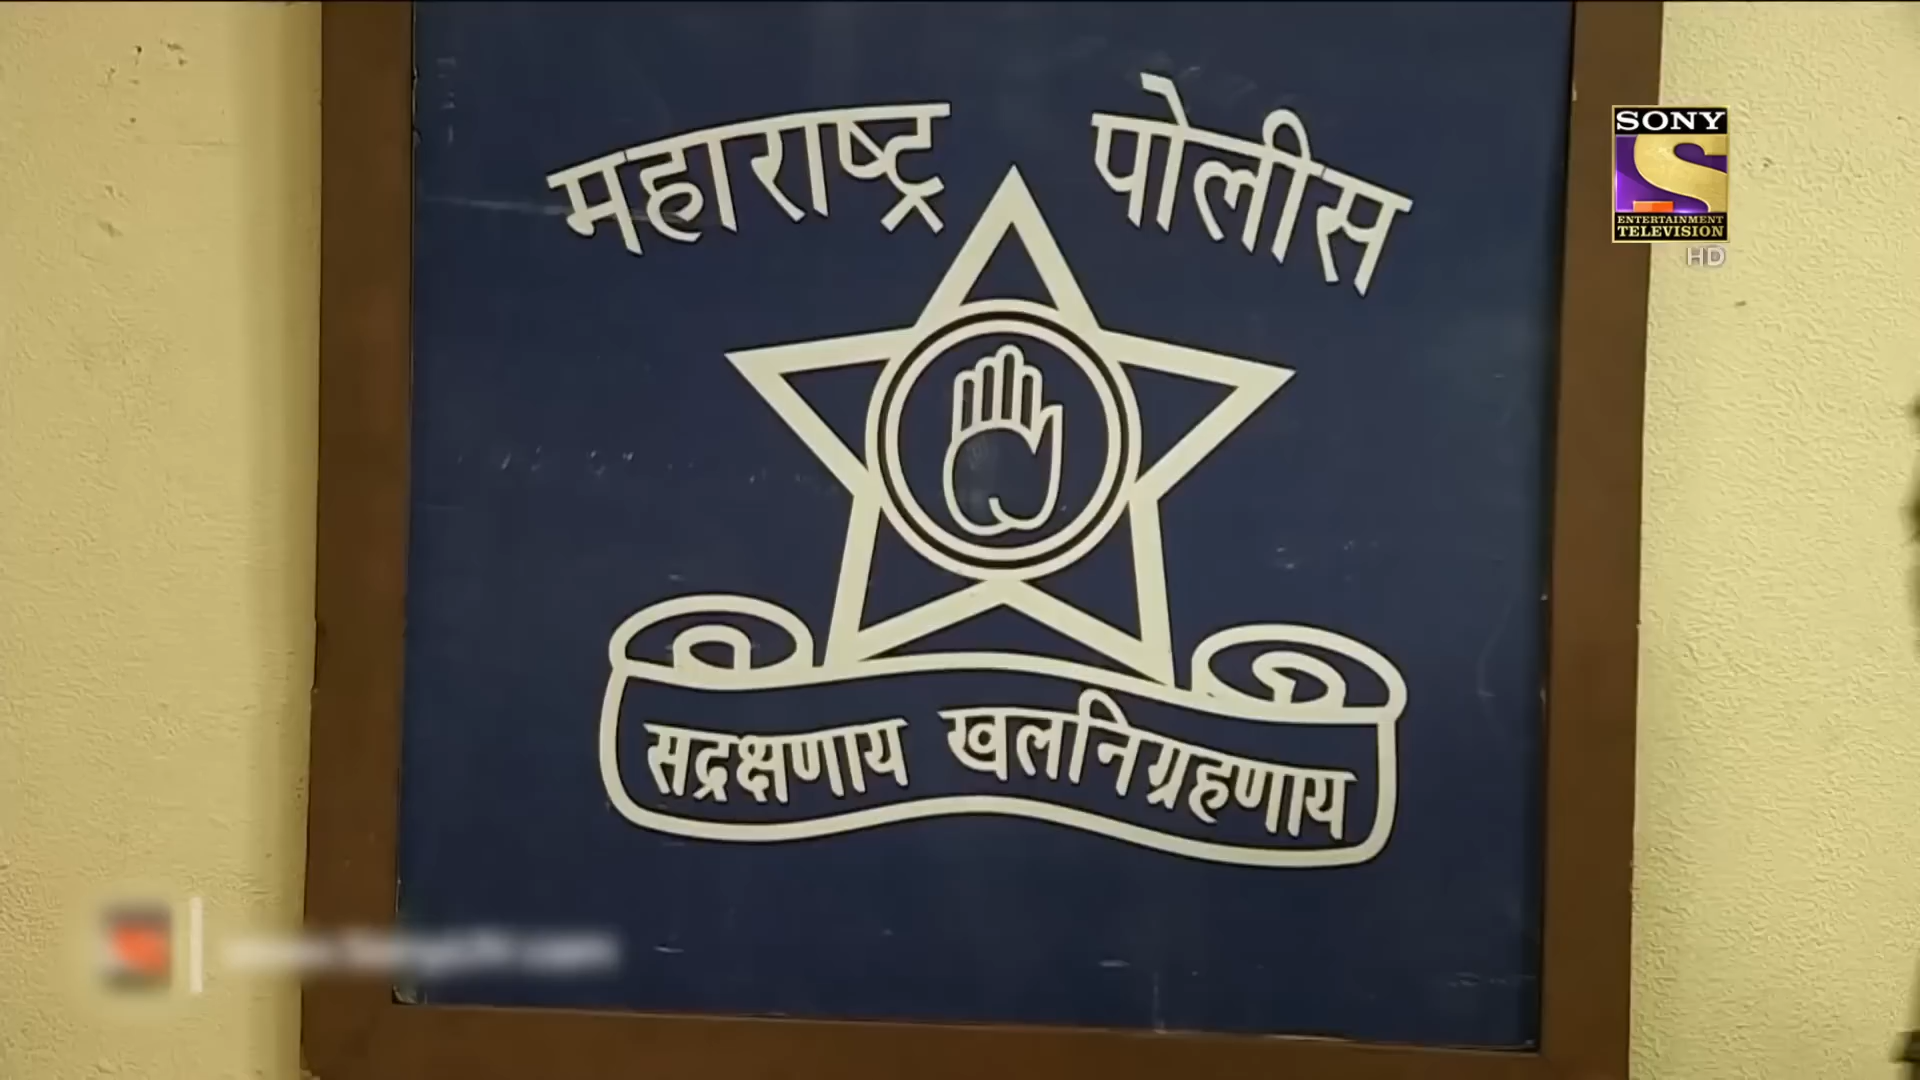 महाराष्ट्र पोलीस
सद्रक्षणाय खलनिग्रहणाय
SONY
ENTERTAINMENT
TELEVISION
HD